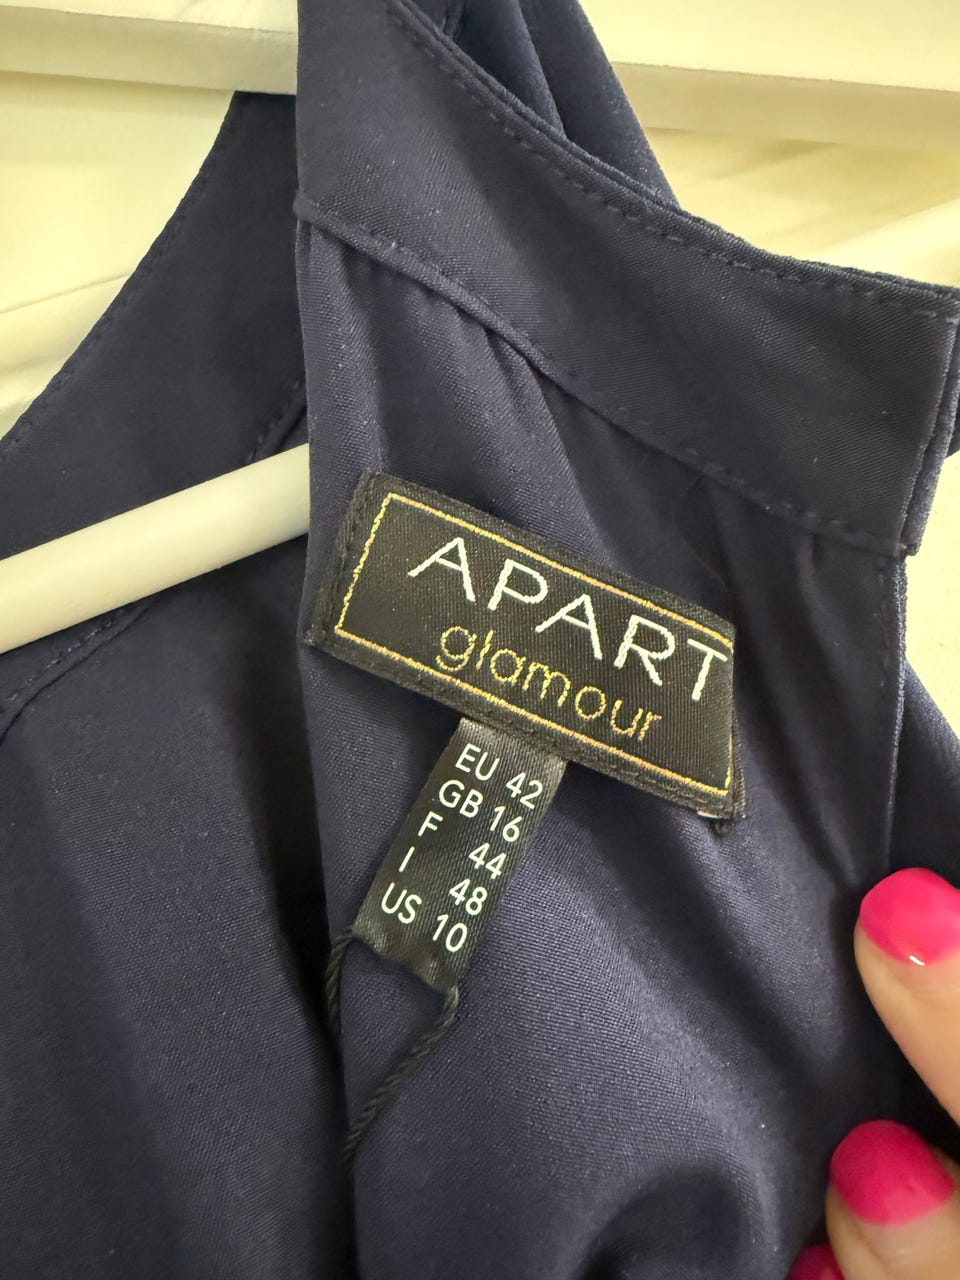 APART
glamour
EU 42
GB 16
F 44
I 48
US 10